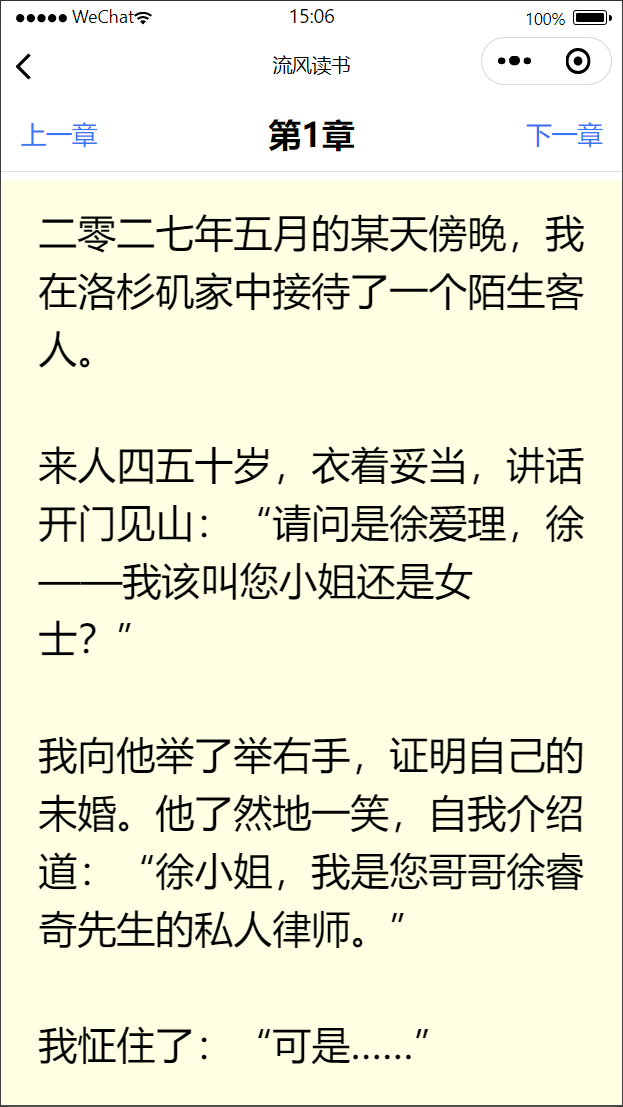 WeChat 15:06 100%
流风读书
上一章 第1章 下一章
二零二七年五月的某天傍晚，我
在洛杉矶家中接待了一个陌生客
人。
来人四五十岁，衣着妥当，讲话
开门见山：“请问是徐爱理，徐
——我该叫您小姐还是女
士？”
我向他举了举右手，证明自己的
未婚。他了然地一笑，自我介绍
道：“徐小姐，我是您哥哥徐睿
奇先生的私人律师。”
我怔住了：“可是……”